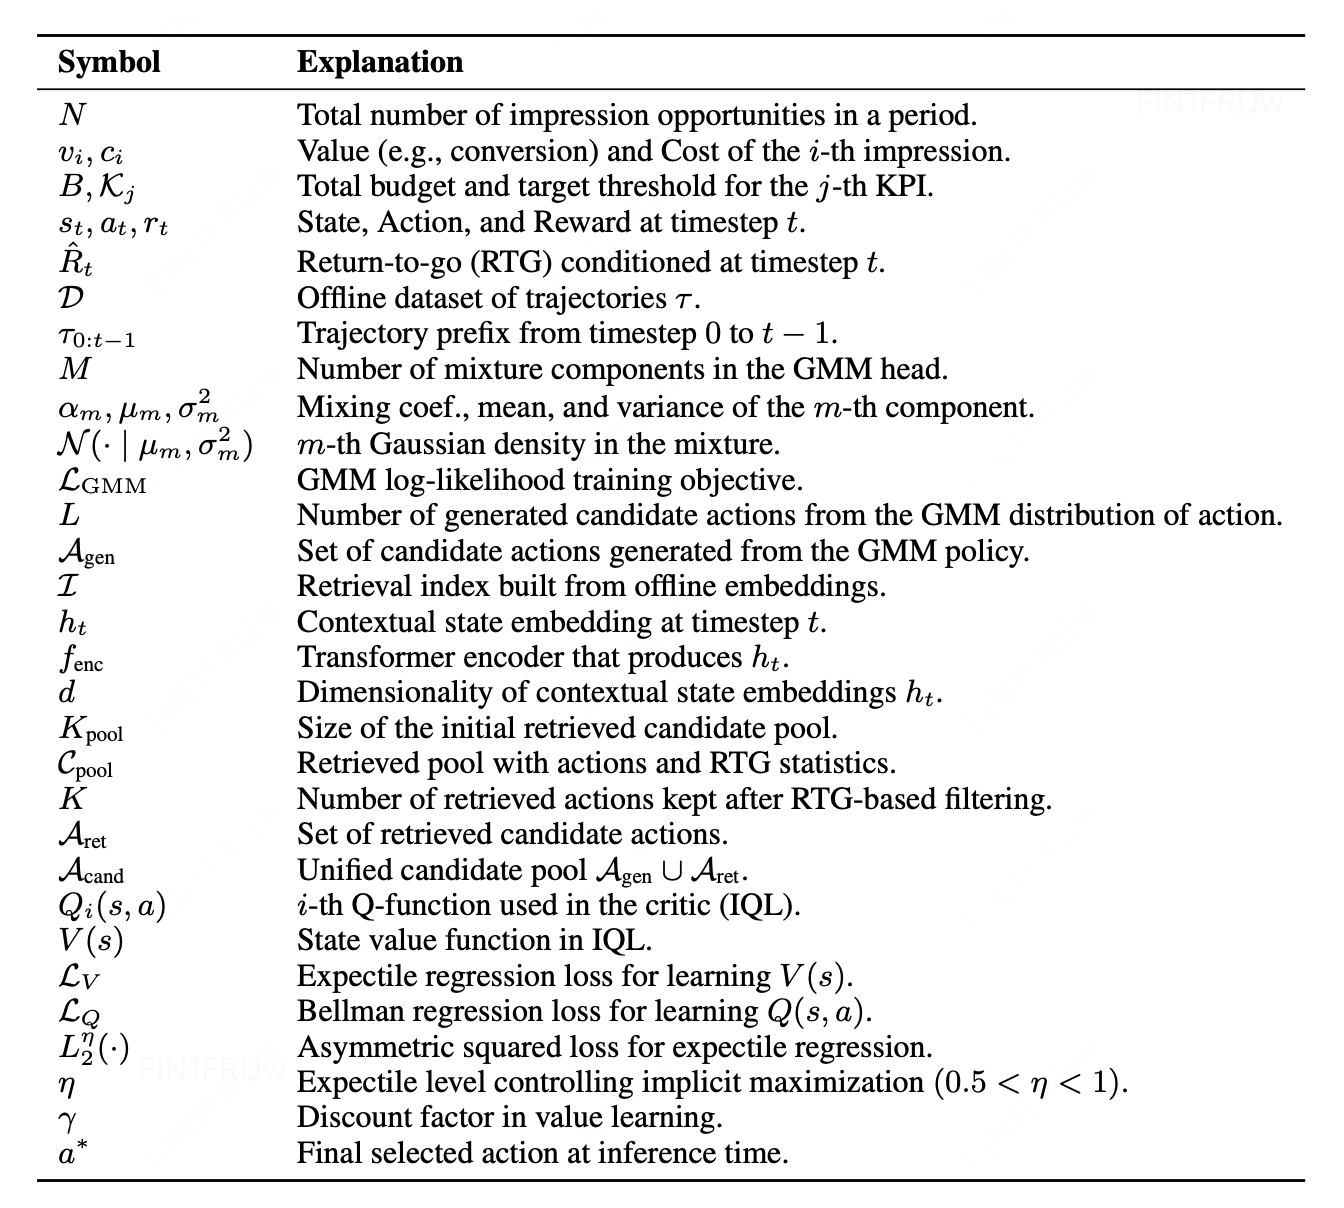 Symbol Explanation
N Total number of impression opportunities in a period.
v_i, c_i Value (e.g., conversion) and Cost of the i-th impression.
B, 𝒦_j Total budget and target threshold for the j-th KPI.
s_t, a_t, r_t State, Action, and Reward at timestep t.
R̂_t Return-to-go (RTG) conditioned at timestep t.
𝒟 Offline dataset of trajectories τ.
τ_{0:t−1} Trajectory prefix from timestep 0 to t − 1.
M Number of mixture components in the GMM head.
α_m, μ_m, σ_m^2 Mixing coef., mean, and variance of the m-th component.
𝒩(· | μ_m, σ_m^2) m-th Gaussian density in the mixture.
ℒ_GMM GMM log-likelihood training objective.
L Number of generated candidate actions from the GMM distribution of action.
𝒜_gen Set of candidate actions generated from the GMM policy.
ℐ Retrieval index built from offline embeddings.
h_t Contextual state embedding at timestep t.
f_enc Transformer encoder that produces h_t.
d Dimensionality of contextual state embeddings h_t.
K_pool Size of the initial retrieved candidate pool.
𝒞_pool Retrieved pool with actions and RTG statistics.
K Number of retrieved actions kept after RTG-based filtering.
𝒜_ret Set of retrieved candidate actions.
𝒜_cand Unified candidate pool 𝒜_gen ∪ 𝒜_ret.
Q_i(s, a) i-th Q-function used in the critic (IQL).
V(s) State value function in IQL.
ℒ_V Expectile regression loss for learning V(s).
ℒ_Q Bellman regression loss for learning Q(s, a).
L_2^η(·) Asymmetric squared loss for expectile regression.
η Expectile level controlling implicit maximization (0.5 < η < 1).
γ Discount factor in value learning.
a* Final selected action at inference time.
FIN1FRUw
FIN1FRUw